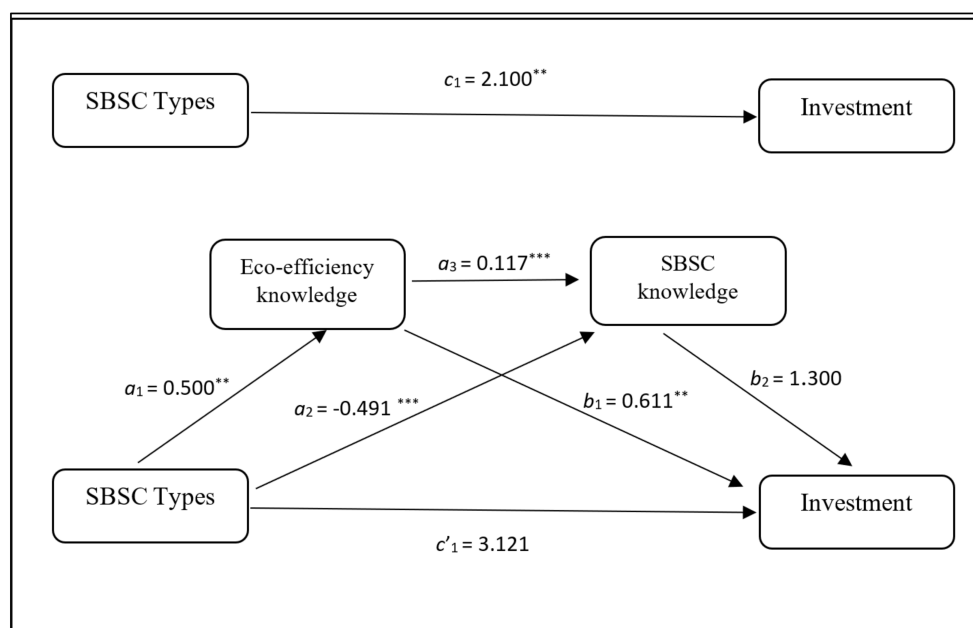 c1 = 2.100**
SBSC Types
Investment
Eco-efficiency
knowledge
a3 = 0.117***
SBSC
knowledge
a1 = 0.500**
a2 = -0.491 ***
b1 = 0.611**
b2 = 1.300
SBSC Types
Investment
c'1 = 3.121